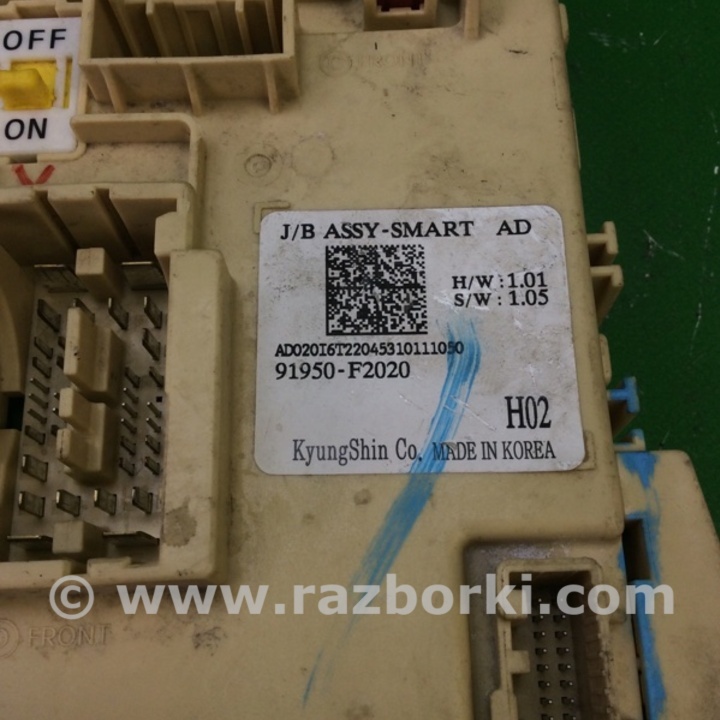 OFF
ON
J/B ASSY-SMART AD
H/W : 1.01
S/W : 1.05
AD020I6T22045310111050
91950-F2020
H02
KyungShin Co. MADE IN KOREA
© www.razborki.com
FRONT